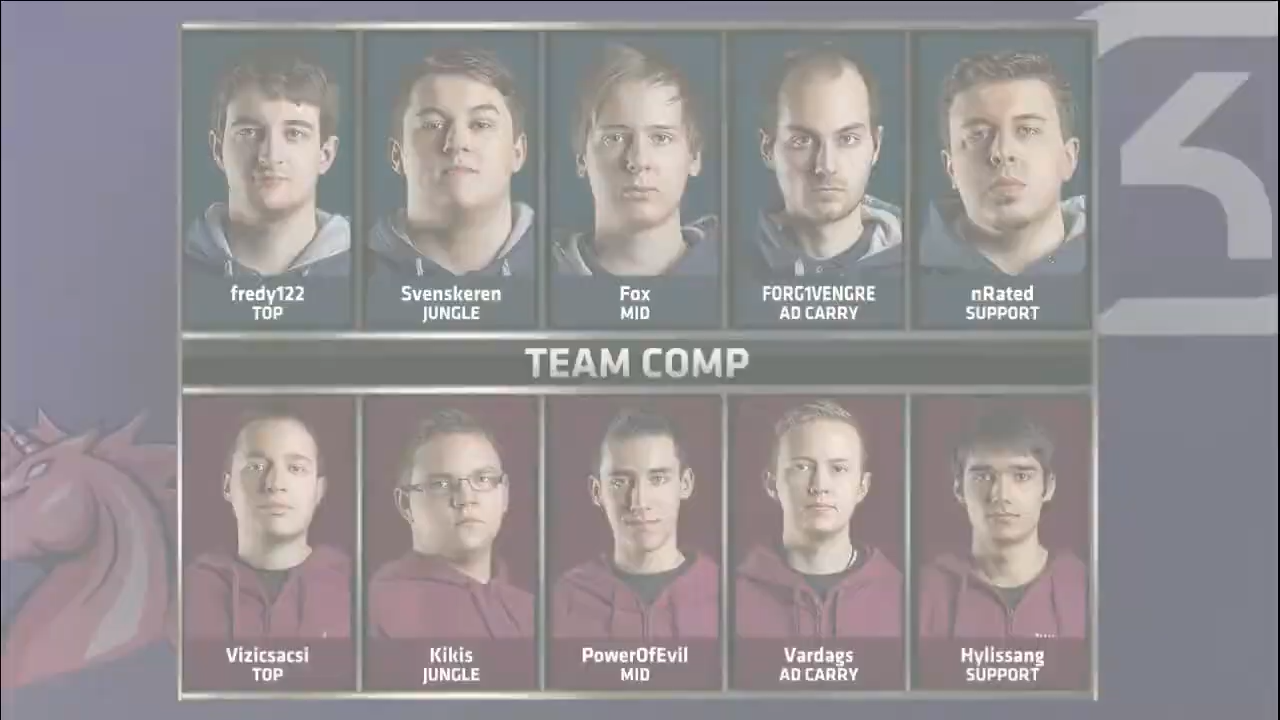 fredy122
TOP
Svenskeren
JUNGLE
Fox
MID
FORG1VENGRE
AD CARRY
nRated
SUPPORT
TEAM COMP
Vizicsacsi
TOP
Kikis
JUNGLE
PowerOfEvil
MID
Vardags
AD CARRY
Hylissang
SUPPORT